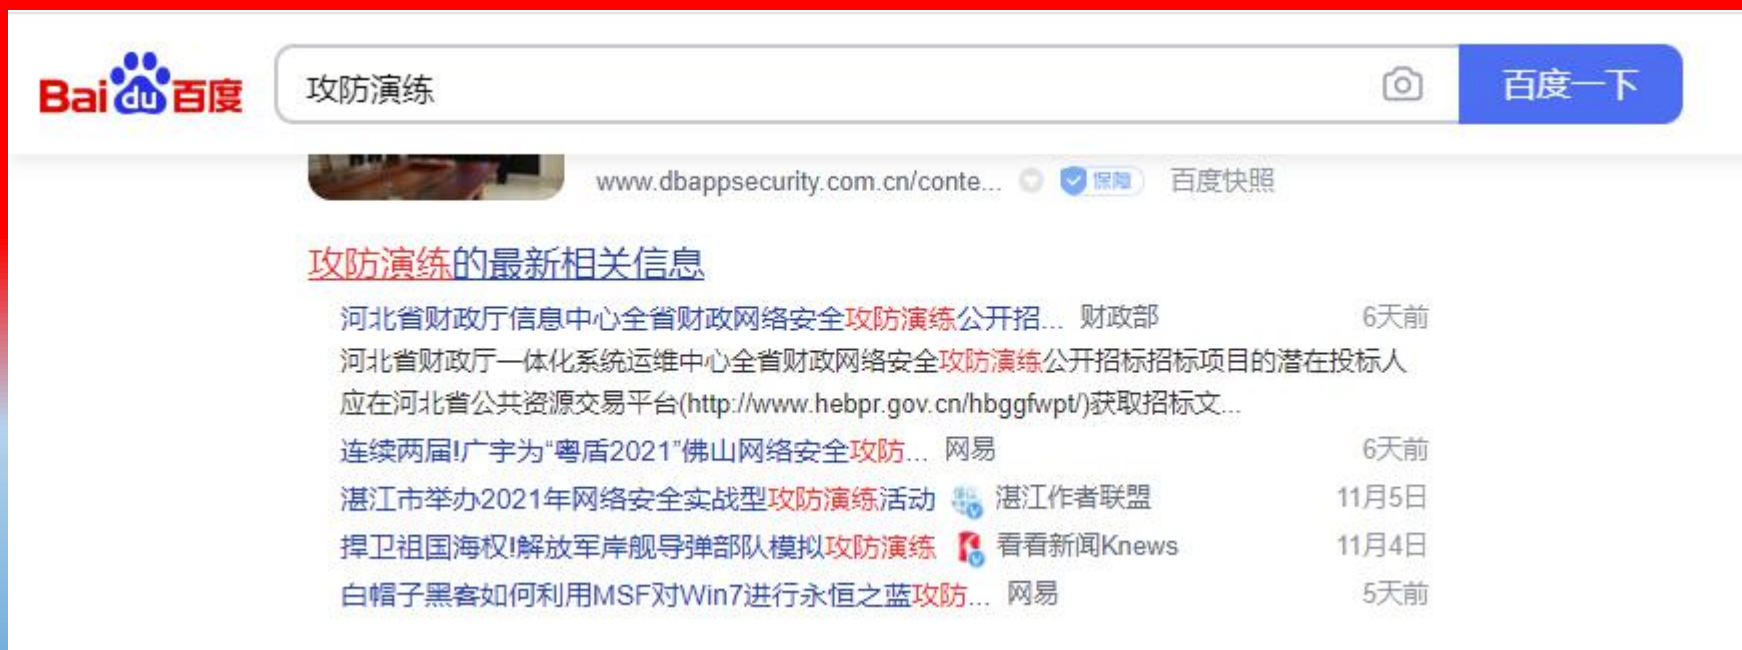 Baidu百度
攻防演练
百度一下
www.dbappsecurity.com.cn/conte... 保障 百度快照
攻防演练的最新相关信息
河北省财政厅信息中心全省财政网络安全攻防演练公开招... 财政部 6天前
河北省财政厅一体化系统运维中心全省财政网络安全攻防演练公开招标招标项目的潜在投标人
应在河北省公共资源交易平台(http://www.hebpr.gov.cn/hbggfwpt/)获取招标文...
连续两届!广宇为“粤盾2021”佛山网络安全攻防... 网易 6天前
湛江市举办2021年网络安全实战型攻防演练活动 湛江作者联盟 11月5日
捍卫祖国海权!解放军岸舰导弹部队模拟攻防演练 看看新闻Knews 11月4日
白帽子黑客如何利用MSF对Win7进行永恒之蓝攻防... 网易 5天前